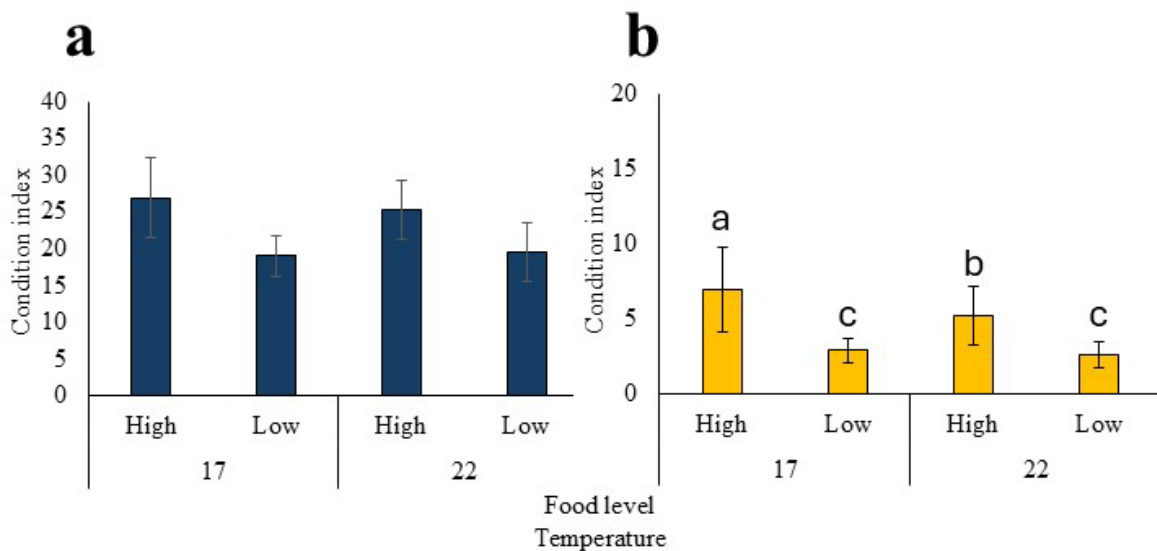 a
Condition index
40
35
30
25
20
15
10
5
0
High Low High Low
17 22
b
Condition index
20
15
10
5
0
a
c
b
c
High Low High Low
17 22
Food level
Temperature